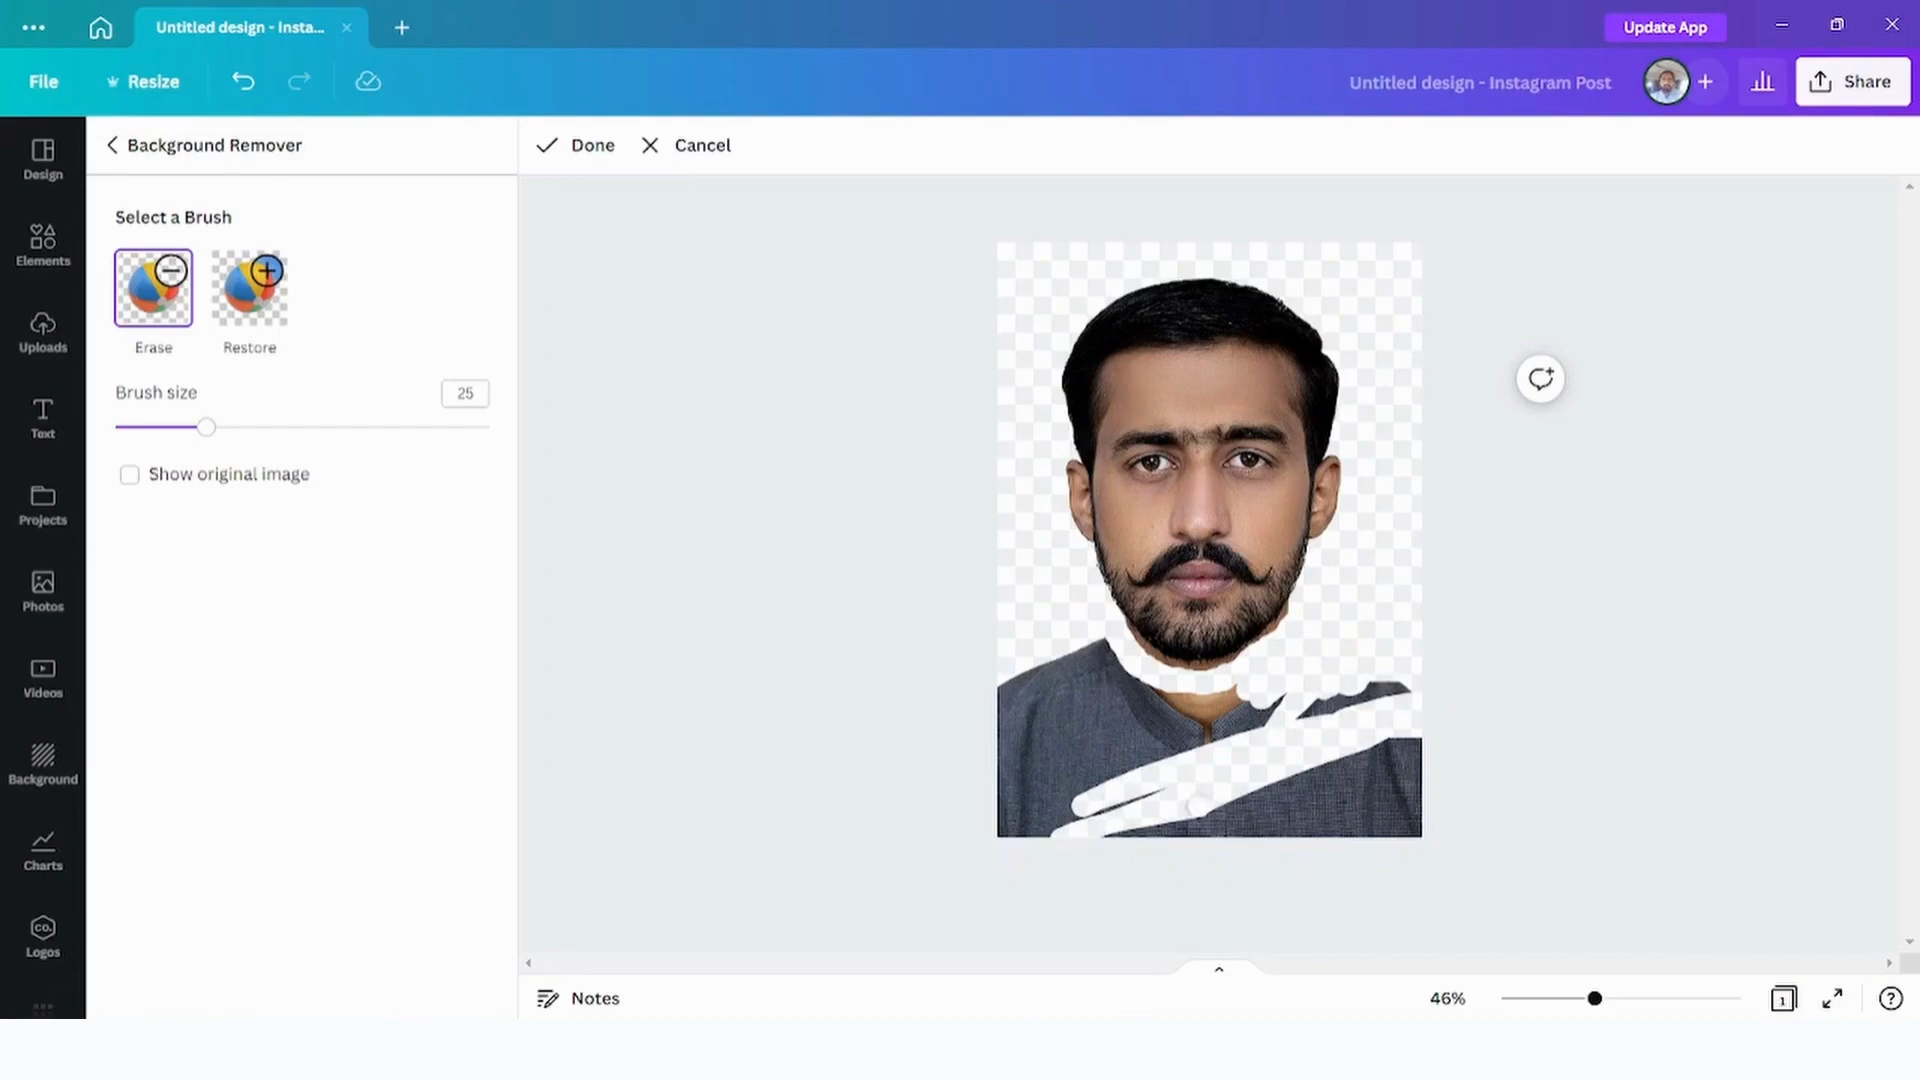 Untitled design - Insta...
Update App
File
Resize
Untitled design - Instagram Post
Share
Design
Background Remover
Done
Cancel
Select a Brush
Elements
Uploads
Erase
Restore
Brush size
25
Text
Show original image
Projects
Photos
Videos
Background
Charts
CO.
Logos
Notes
46%
1
?